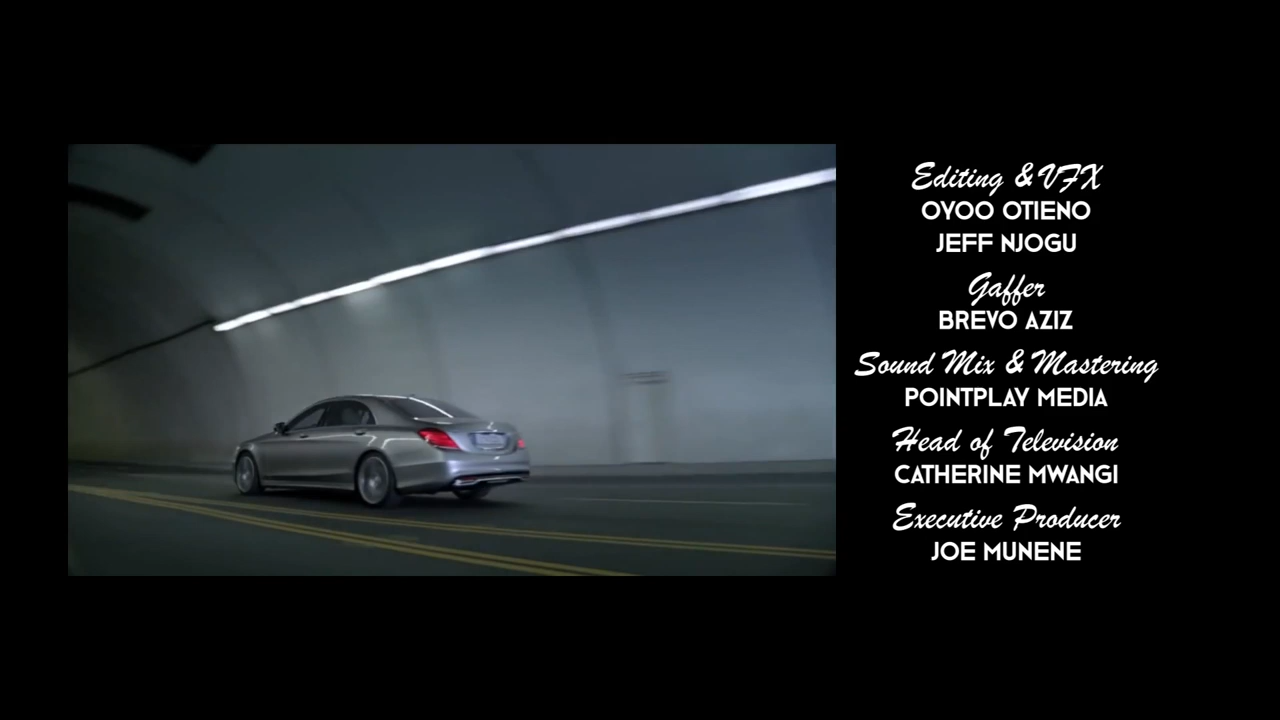 Editing & VFX
OYOO OTIENO
JEFF NJOGU
Gaffer
BREVO AZIZ
Sound Mix & Mastering
POINTPLAY MEDIA
Head of Television
CATHERINE MWANGI
Executive Producer
JOE MUNENE